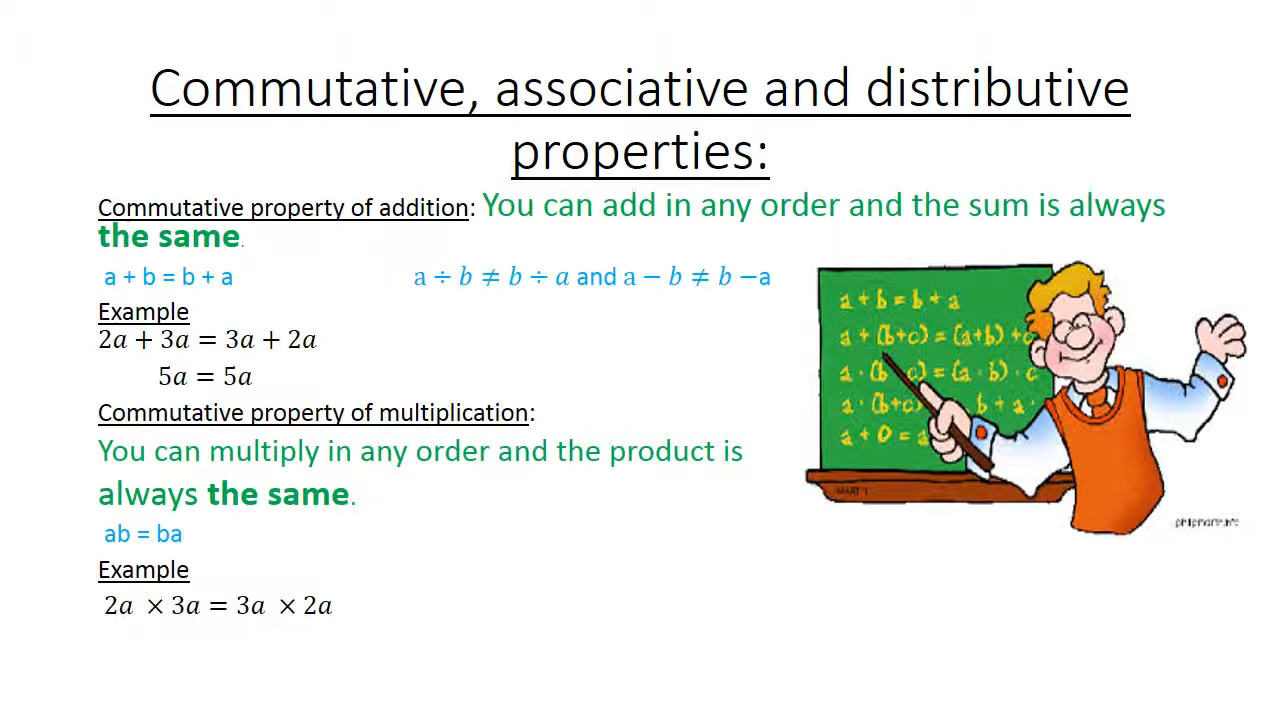 Commutative, associative and distributive
properties:
Commutative property of addition: You can add in any order and the sum is always
the same.
a + b = b + a
a ÷ b ≠ b ÷ a and a − b ≠ b −a
Example
2a + 3a = 3a + 2a
5a = 5a
Commutative property of multiplication:
You can multiply in any order and the product is
always the same.
ab = ba
Example
2a × 3a = 3a × 2a
a + b = b + a
a + (b+c) = (a+b) + c
a · (b c) = (a · b) · c
a · (b+c) b + a ·
a + 0 = a